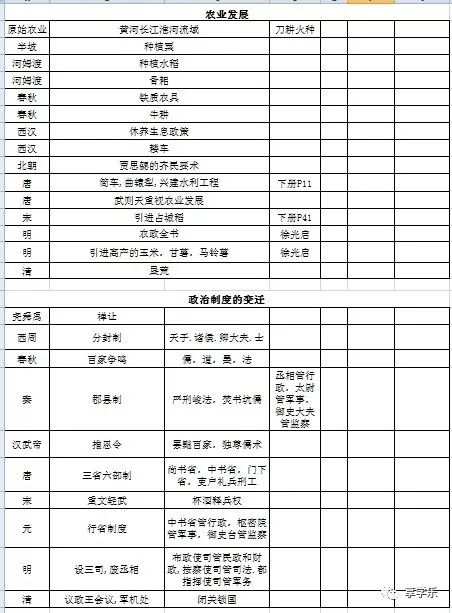 农业发展
原始农业 黄河长江淮河流域 刀耕火种
半坡 种植粟
河姆渡 种植水稻
河姆渡 骨耜
春秋 铁质农具
春秋 牛耕
西汉 休养生息政策
西汉 耧车
北朝 贾思勰的齐民要术
唐 筒车,曲辕犁,兴建水利工程 下册P11
唐 武则天重视农业发展
宋 引进占城稻 下册P41
明 农政全书 徐光启
明 引进高产的玉米，甘薯，马铃薯 徐光启
清 垦荒
政治制度的变迁
尧舜禹 禅让
西周 分封制 天子.诸侯.卿大夫.士
春秋 百家争鸣 儒，道，墨，法
秦 郡县制 严刑峻法，焚书坑儒 丞相管行政，太尉管军事，御史大夫管监察
汉武帝 推恩令 罢黜百家，独尊儒术
唐 三省六部制 尚书省，中书省，门下省，吏户礼兵刑工
宋 重文轻武 杯酒释兵权
元 行省制度 中书省管行政，枢密院管军事，御史台管监察
明 设三司,废丞相 布政使司管民政和财政,按察使司管司法.都指挥使司管军务
清 议政王会议,军机处 闭关锁国
享学乐